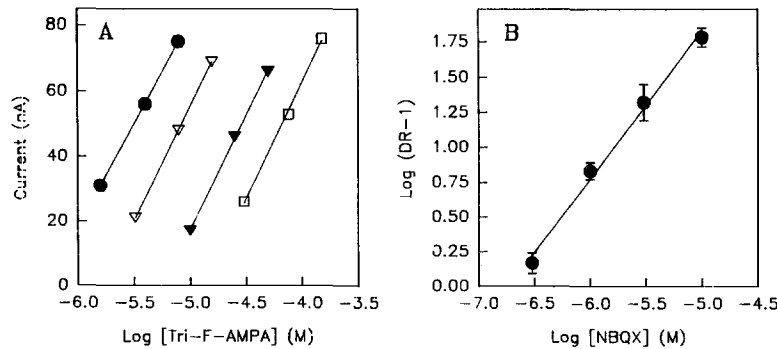 A
80
60
40
20
0
Current (nA)
−6.0 −5.5 −5.0 −4.5 −4.0 −3.5
Log [Tri−F−AMPA] (M)
B
1.75
1.50
1.25
1.00
0.75
0.50
0.25
0.00
Log (DR−1)
−7.0 −6.5 −6.0 −5.5 −5.0 −4.5
Log [NBQX] (M)